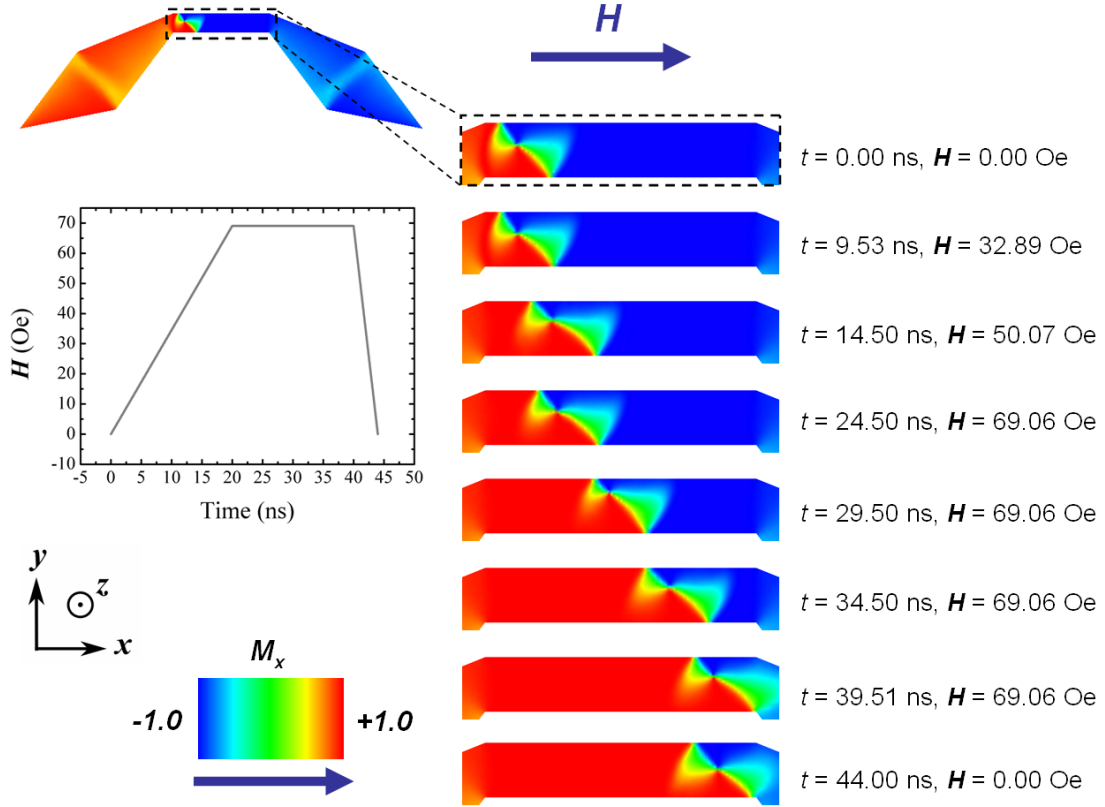 H
t = 0.00 ns, H = 0.00 Oe
t = 9.53 ns, H = 32.89 Oe
t = 14.50 ns, H = 50.07 Oe
t = 24.50 ns, H = 69.06 Oe
t = 29.50 ns, H = 69.06 Oe
t = 34.50 ns, H = 69.06 Oe
t = 39.51 ns, H = 69.06 Oe
t = 44.00 ns, H = 0.00 Oe
H (Oe)
70
60
50
40
30
20
10
0
-10
-5 0 5 10 15 20 25 30 35 40 45 50
Time (ns)
y
z
x
Mx
-1.0 +1.0